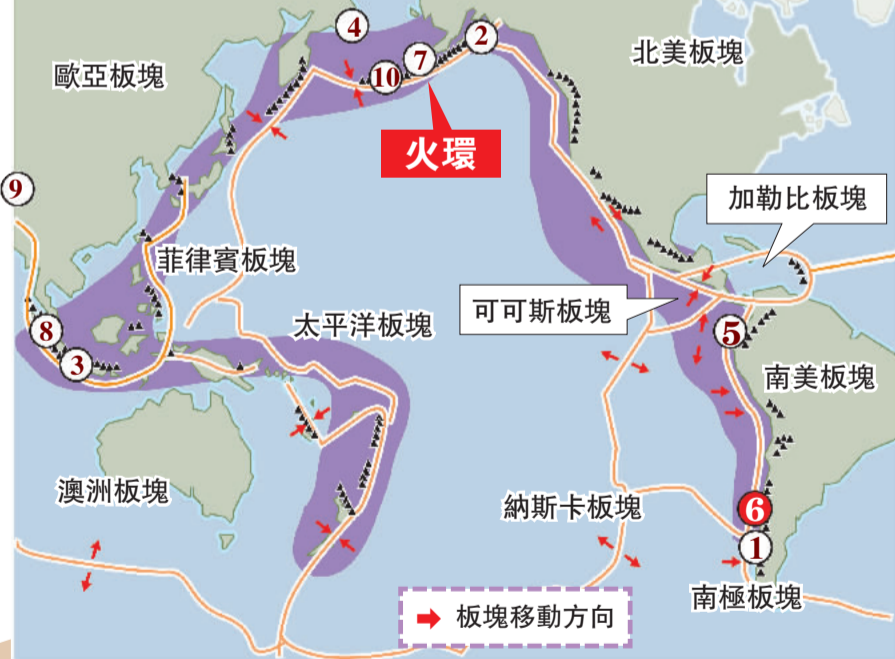 4
2
北美板塊
歐亞板塊
7
10
火環
9
加勒比板塊
菲律賓板塊
可可斯板塊
太平洋板塊
8
5
3
南美板塊
澳洲板塊
納斯卡板塊
6
1
南極板塊
板塊移動方向